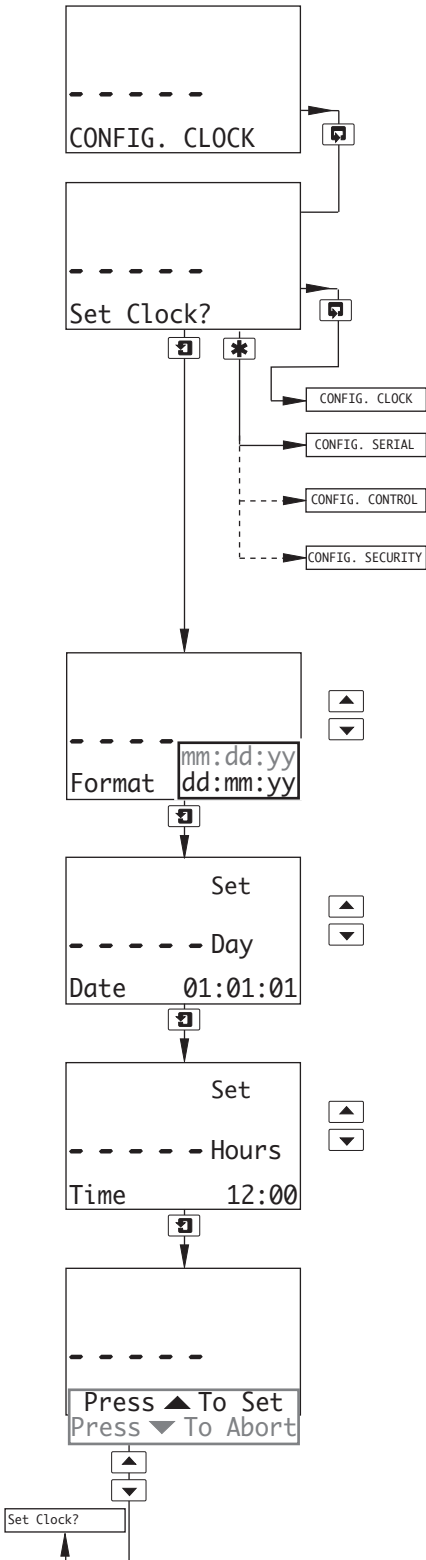 - - - - -
CONFIG. CLOCK
- - - - -
Set Clock?
CONFIG. CLOCK
CONFIG. SERIAL
CONFIG. CONTROL
CONFIG. SECURITY
- - - -
mm:dd:yy
Format dd:mm:yy
Set
- - - - - Day
Date 01:01:01
Set
- - - - - Hours
Time 12:00
- - - - -
Press ▲ To Set
Press ▼ To Abort
Set Clock?